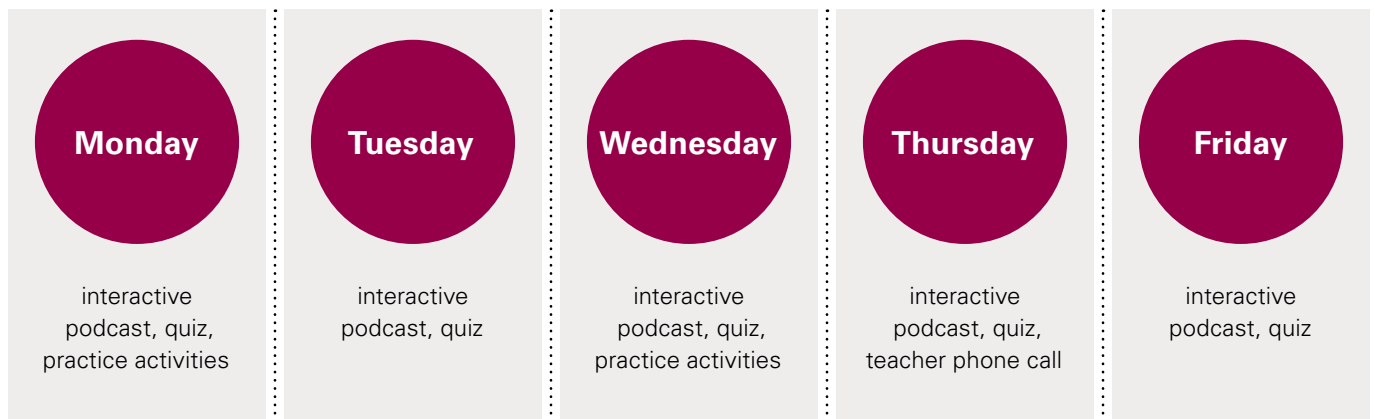 Monday
interactive
podcast, quiz,
practice activities
Tuesday
interactive
podcast, quiz
Wednesday
interactive
podcast, quiz,
practice activities
Thursday
interactive
podcast, quiz,
teacher phone call
Friday
interactive
podcast, quiz